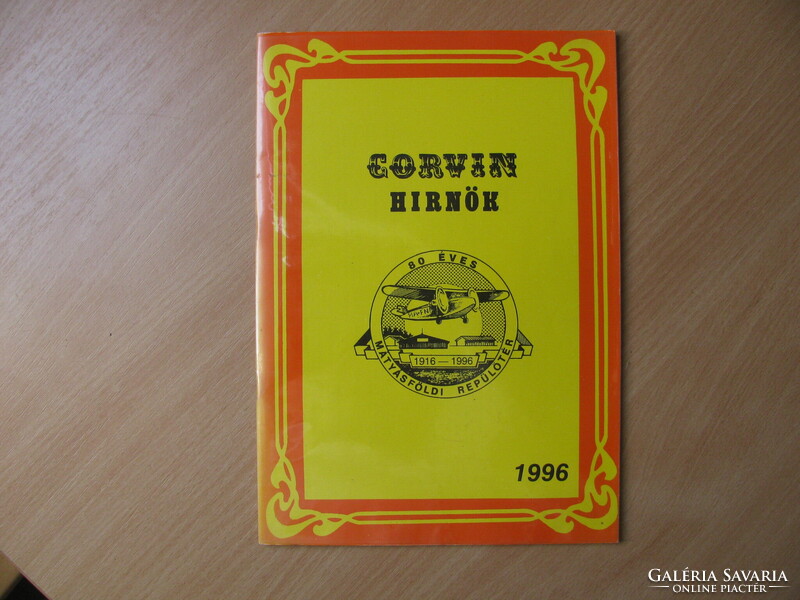 CORVIN
HIRNÖK
80 ÉVES
1916 — 1996
MÁTYÁSFÖLDI REPÜLŐTÉR
1996
GALÉRIA SAVARIA
ONLINE PIACTÉR